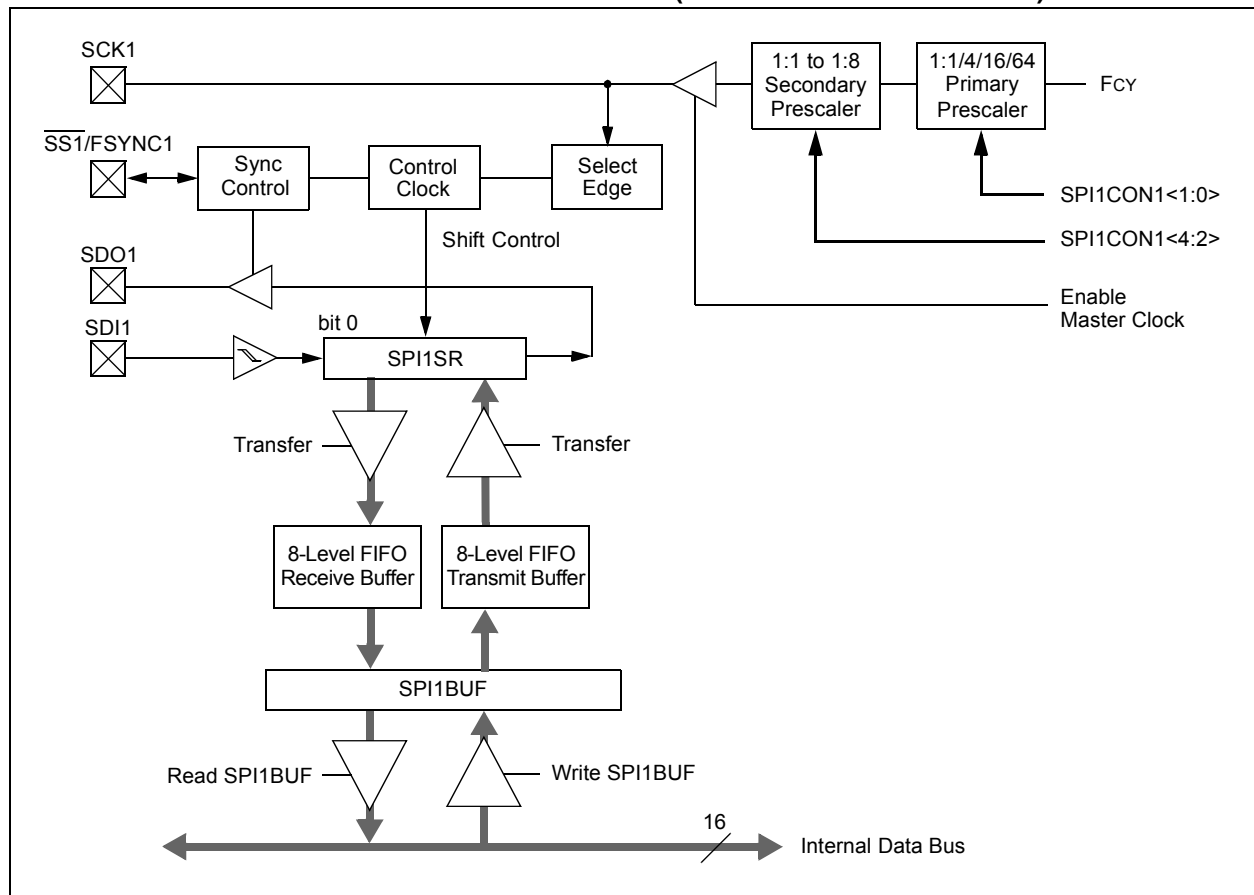 SCK1
1:1 to 1:8
Secondary
Prescaler
1:1/4/16/64
Primary
Prescaler
FCY
SS1/FSYNC1
Sync
Control
Control
Clock
Select
Edge
SPI1CON1<1:0>
SPI1CON1<4:2>
Shift Control
SDO1
Enable
Master Clock
SDI1
bit 0
SPI1SR
Transfer
Transfer
8-Level FIFO
Receive Buffer
8-Level FIFO
Transmit Buffer
SPI1BUF
Read SPI1BUF
Write SPI1BUF
16
Internal Data Bus